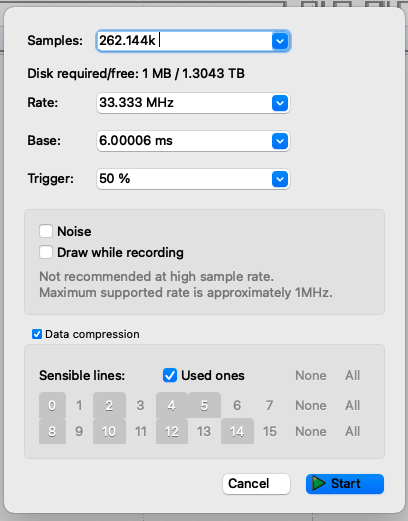 Samples: 262.144k
Disk required/free: 1 MB / 1.3043 TB
Rate: 33.333 MHz
Base: 6.00006 ms
Trigger: 50 %
Noise
Draw while recording
Not recommended at high sample rate.
Maximum supported rate is approximately 1MHz.
Data compression
Sensible lines: Used ones None All
0 1 2 3 4 5 6 7 None All
8 9 10 11 12 13 14 15 None All
Cancel Start